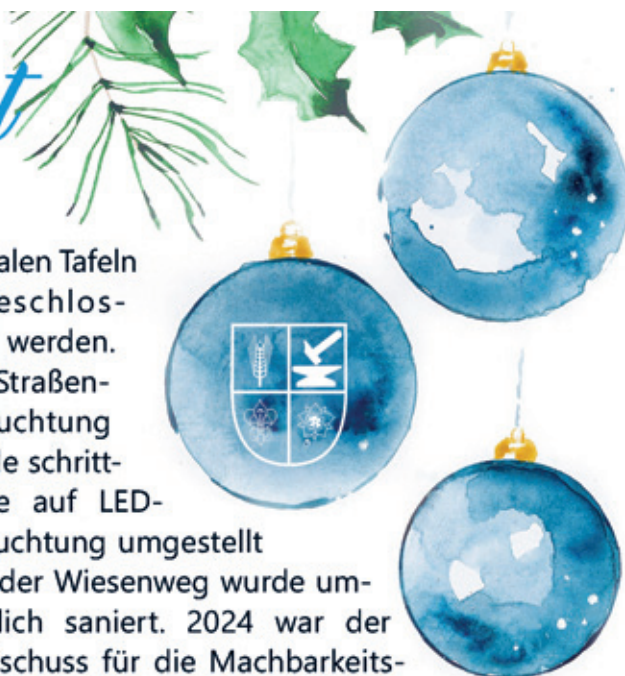 t
alen Tafeln
eschlos-
werden.
Straßen-
uchtung
le schritt-
e auf LED-
uchtung umgestellt
der Wiesenweg wurde um-
lich saniert. 2024 war der
schuss für die Machbarkeits-